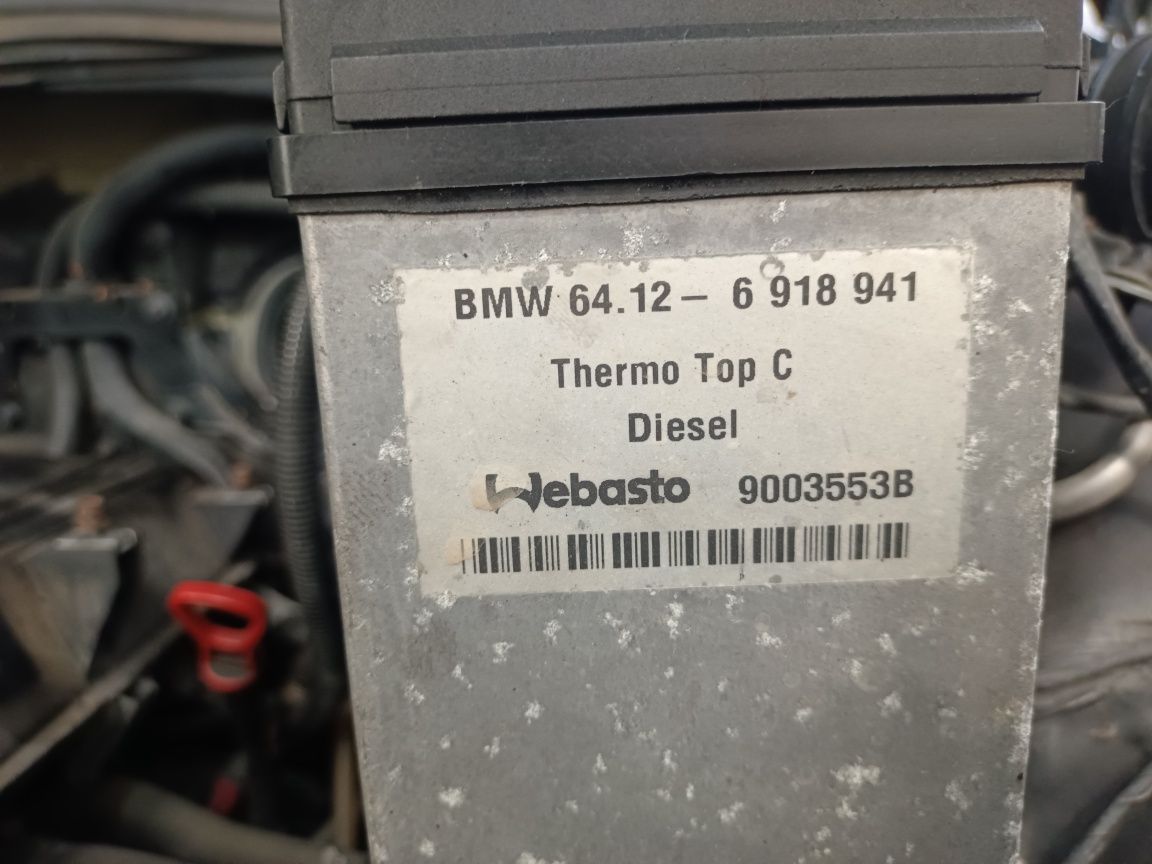 BMW 64.12 – 6 918 941
Thermo Top C
Diesel
Webasto 9003553B